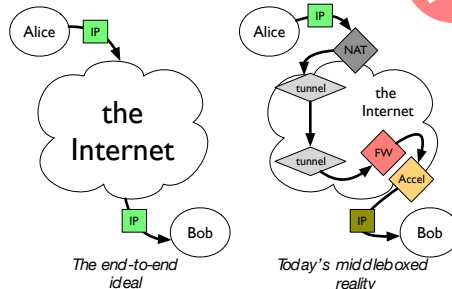 Alice
IP
the
Internet
IP
Bob
The end-to-end
ideal
Alice
IP
NAT
tunnel
the
Internet
tunnel
FW
Accel
IP
Bob
Today's middleboxed
reality